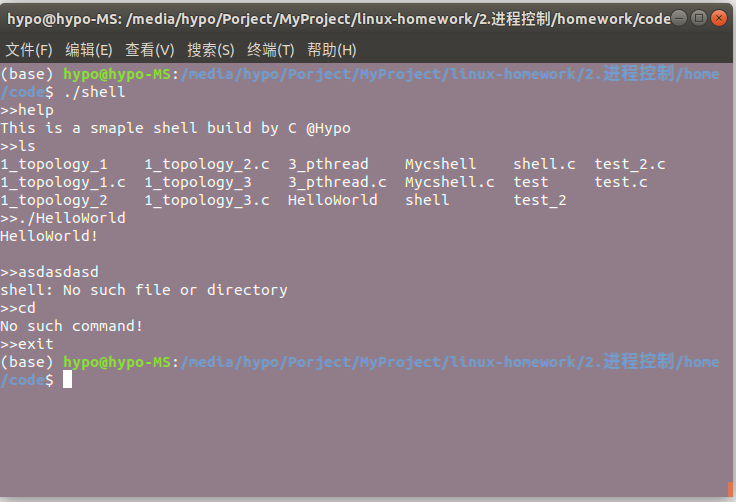 hypo@hypo-MS: /media/hypo/Porject/MyProject/linux-homework/2.进程控制/homework/code
文件(F) 编辑(E) 查看(V) 搜索(S) 终端(T) 帮助(H)
(base) hypo@hypo-MS:/media/hypo/Porject/MyProject/linux-homework/2.进程控制/home
/code$ ./shell
>>help
This is a smaple shell build by C @Hypo
>>ls
1_topology_1    1_topology_2.c  3_pthread    Mycshell    shell.c  test_2.c
1_topology_1.c  1_topology_3    3_pthread.c  Mycshell.c  test     test.c
1_topology_2    1_topology_3.c  HelloWorld   shell       test_2
>>./HelloWorld
HelloWorld!
>>asdasdasd
shell: No such file or directory
>>cd
No such command!
>>exit
(base) hypo@hypo-MS:/media/hypo/Porject/MyProject/linux-homework/2.进程控制/home
/code$